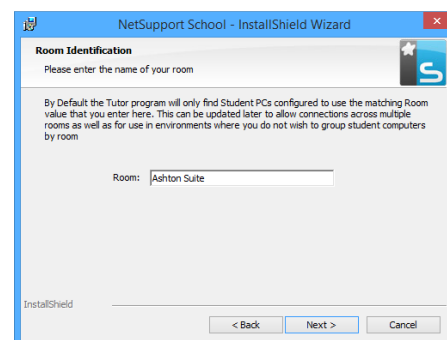 NetSupport School - InstallShield Wizard
Room Identification
Please enter the name of your room
S
By Default the Tutor program will only find Student PCs configured to use the matching Room
value that you enter here. This can be updated later to allow connections across multiple
rooms as well as for use in environments where you do not wish to group student computers
by room
Room: Ashton Suite
InstallShield
< Back Next > Cancel